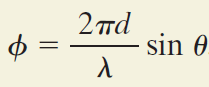 ϕ = 2πd/λ sin θ